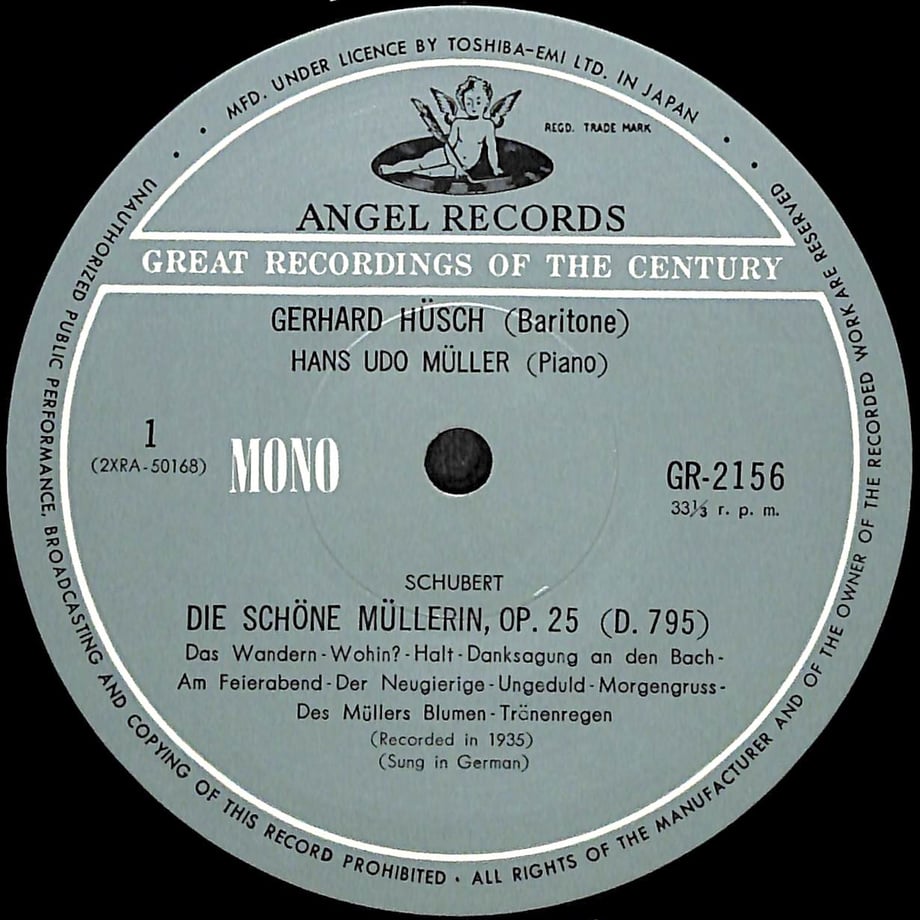 MFD. UNDER LICENCE BY TOSHIBA-EMI LTD. IN JAPAN
REGD. TRADE MARK
ANGEL RECORDS
GREAT RECORDINGS OF THE CENTURY
GERHARD HÜSCH (Baritone)
HANS UDO MÜLLER (Piano)
1
(2XRA-50168)
MONO
GR-2156
33⅓ r. p. m.
SCHUBERT
DIE SCHÖNE MÜLLERIN, OP. 25 (D. 795)
Das Wandern-Wohin?-Halt-Danksagung an den Bach-
Am Feierabend-Der Neugierige-Ungeduld-Morgengruss-
Des Müllers Blumen-Tränenregen
(Recorded in 1935)
(Sung in German)
UNAUTHORIZED PUBLIC PERFORMANCE, BROADCASTING AND COPYING OF THIS RECORD PROHIBITED · ALL RIGHTS OF THE MANUFACTURER AND OF THE OWNER OF THE RECORDED WORK ARE RESERVED